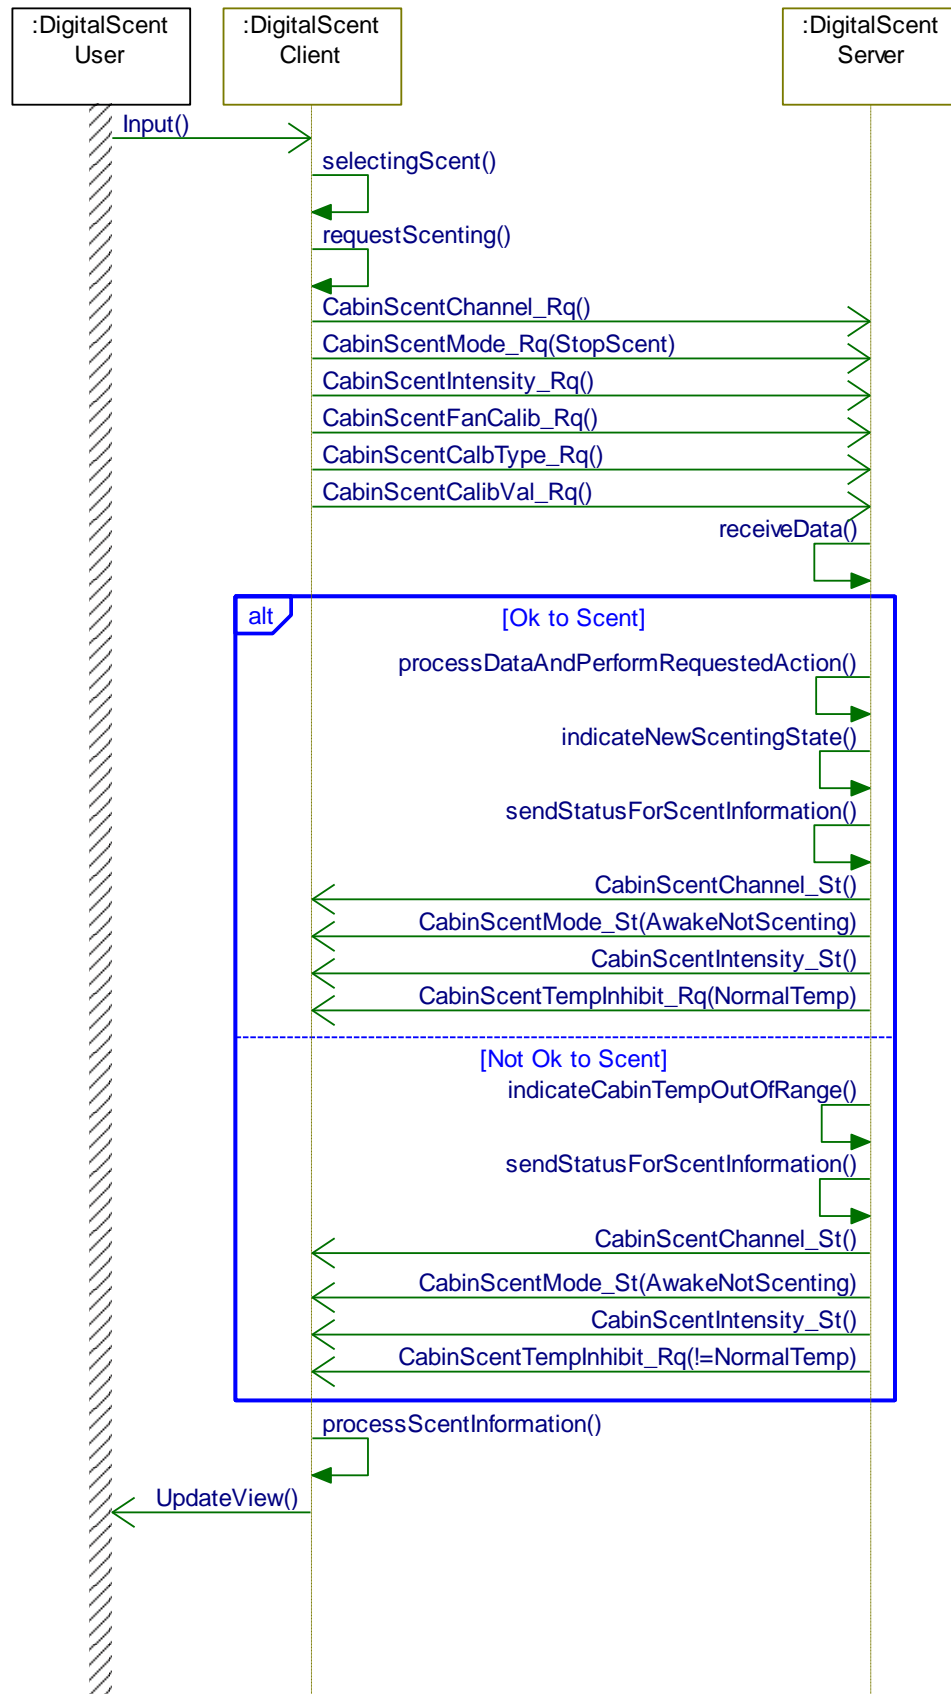 :DigitalScent
User
:DigitalScent
Client
:DigitalScent
Server
Input()
selectingScent()
requestScenting()
CabinScentChannel_Rq()
CabinScentMode_Rq(StopScent)
CabinScentIntensity_Rq()
CabinScentFanCalib_Rq()
CabinScentCalbType_Rq()
CabinScentCalibVal_Rq()
receiveData()
alt
[Ok to Scent]
processDataAndPerformRequestedAction()
indicateNewScentingState()
sendStatusForScentInformation()
CabinScentChannel_St()
CabinScentMode_St(AwakeNotScenting)
CabinScentIntensity_St()
CabinScentTempInhibit_Rq(NormalTemp)
[Not Ok to Scent]
indicateCabinTempOutOfRange()
sendStatusForScentInformation()
CabinScentChannel_St()
CabinScentMode_St(AwakeNotScenting)
CabinScentIntensity_St()
CabinScentTempInhibit_Rq(!=NormalTemp)
processScentInformation()
UpdateView()